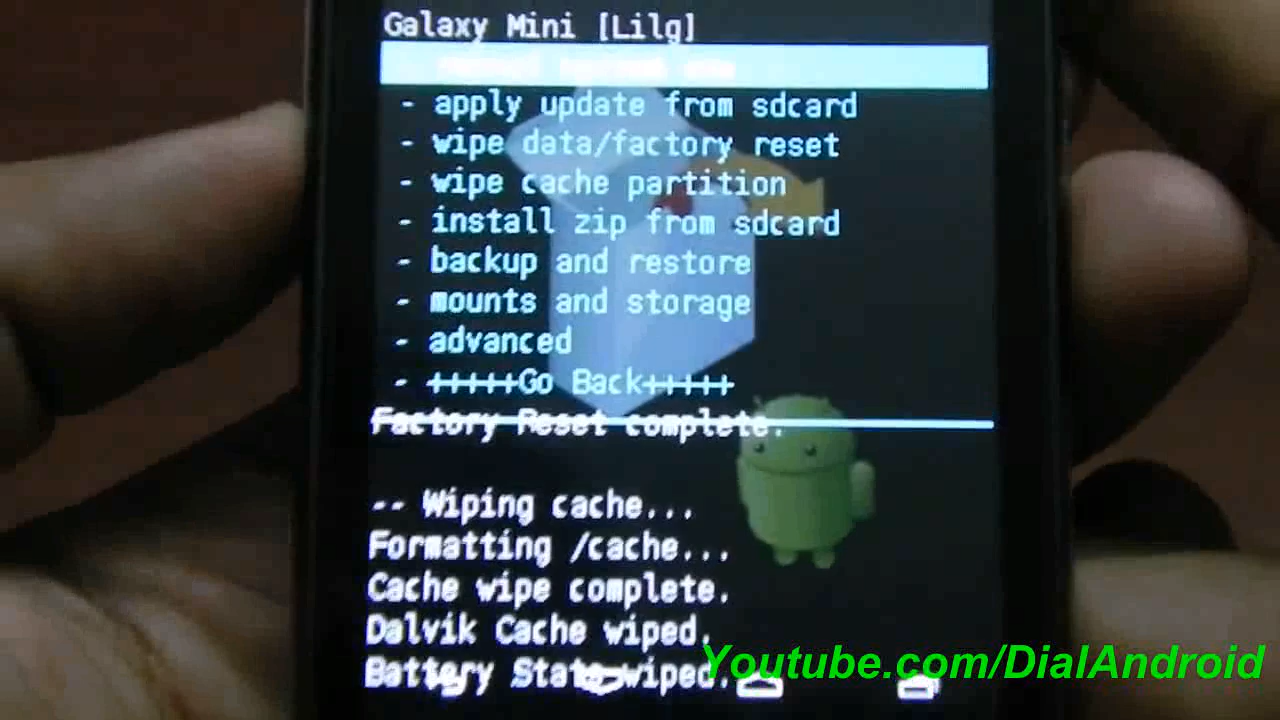 Galaxy Mini [Lilg]
- apply update from sdcard
- wipe data/factory reset
- wipe cache partition
- install zip from sdcard
- backup and restore
- mounts and storage
- advanced
- +++++Go Back+++++
Factory Reset complete.
-- Wiping cache...
Formatting /cache...
Cache wipe complete.
Dalvik Cache wiped.
Battery Stats wiped.
Youtube.com/DialAndroid